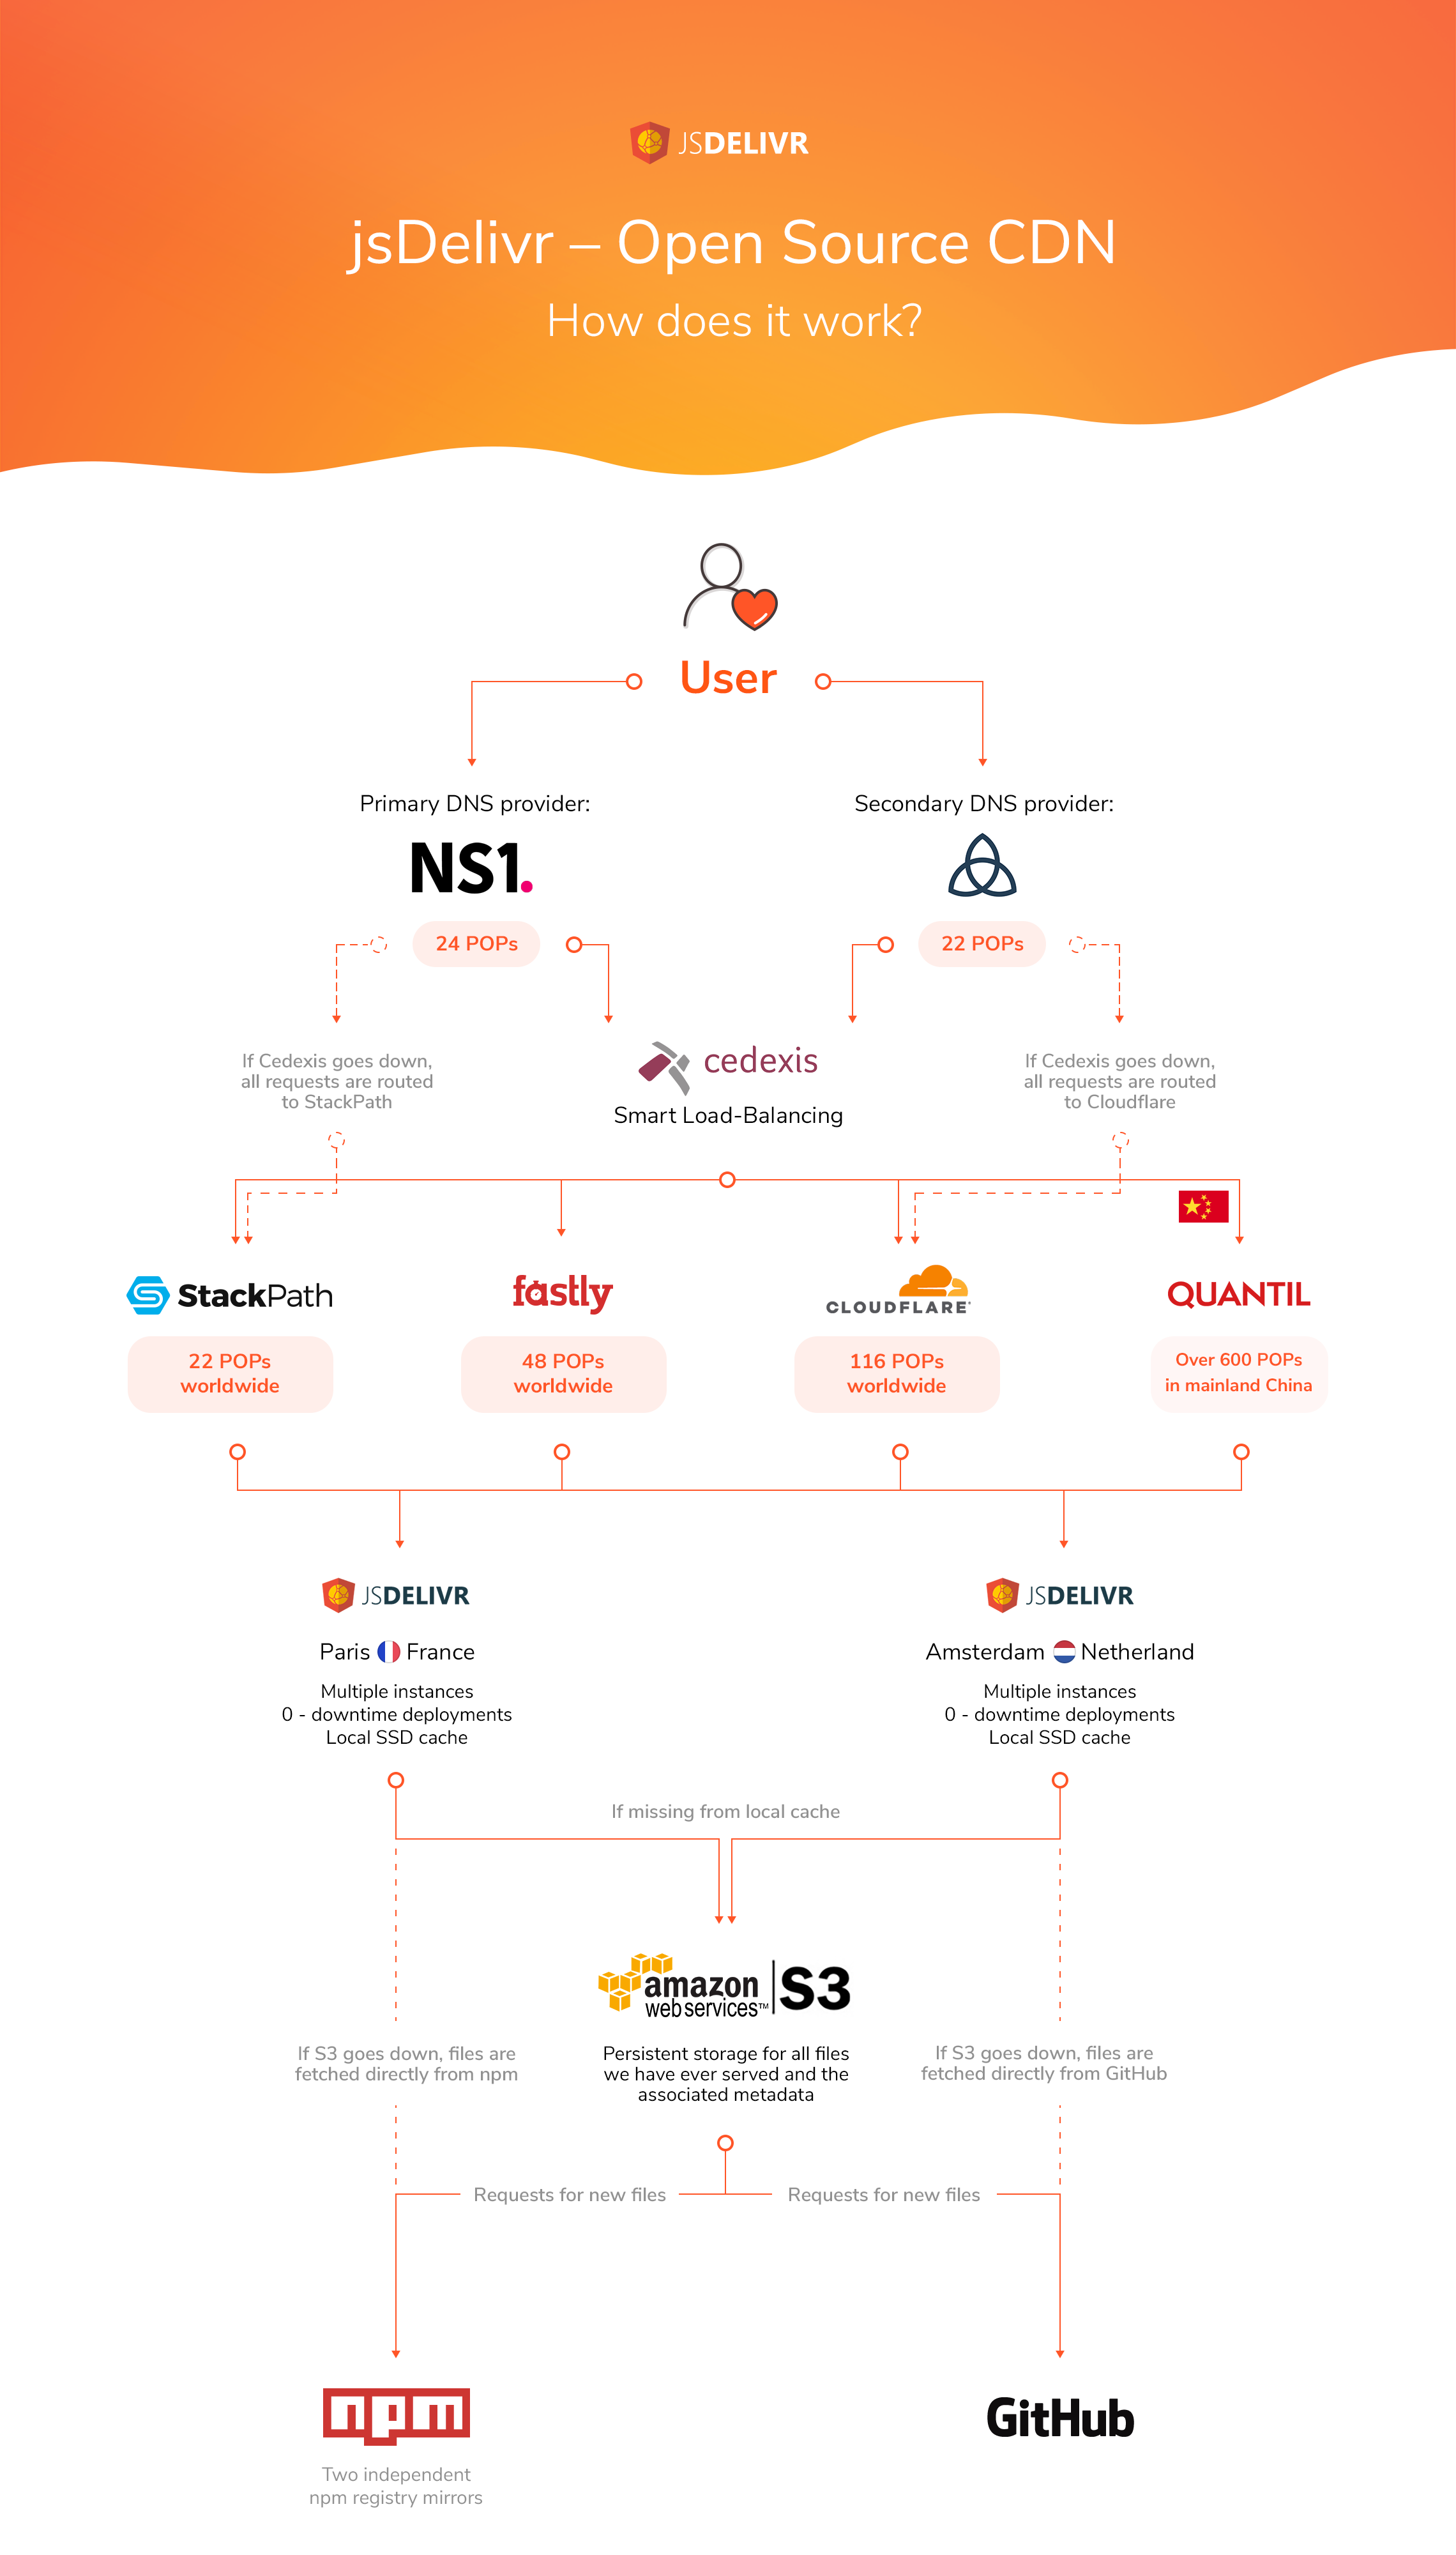 JSDELIVR
jsDelivr – Open Source CDN
How does it work?
User
Primary DNS provider:
Secondary DNS provider:
NS1.
24 POPs
22 POPs
If Cedexis goes down,
all requests are routed
to StackPath
cedexis
Smart Load-Balancing
If Cedexis goes down,
all requests are routed
to Cloudflare
StackPath
fastly
CLOUDFLARE
QUANTIL
22 POPs
worldwide
48 POPs
worldwide
116 POPs
worldwide
Over 600 POPs
in mainland China
JSDELIVR
Paris France
Multiple instances
0 - downtime deployments
Local SSD cache
JSDELIVR
Amsterdam Netherland
Multiple instances
0 - downtime deployments
Local SSD cache
If missing from local cache
amazon
web services™
S3
If S3 goes down, files are
fetched directly from npm
Persistent storage for all files
we have ever served and the
associated metadata
If S3 goes down, files are
fetched directly from GitHub
Requests for new files
Requests for new files
npm
Two independent
npm registry mirrors
GitHub